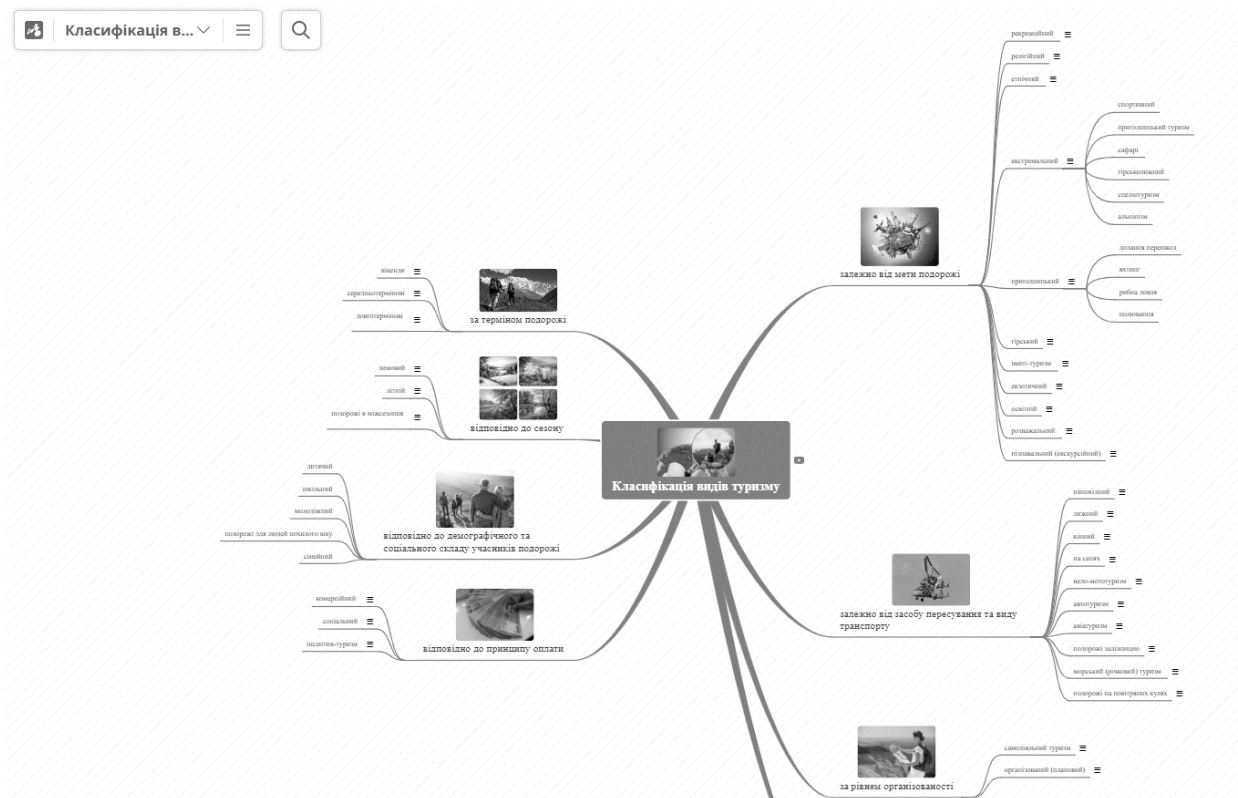 Класифікація в...
рекреаційний
релігійний
етнічний
екстремальний
спортивний
пригодницький туризм
сафарі
гірськолижний
спелеотуризм
альпінізм
залежно від мети подорожі
пригодницький
долання перешкод
яхтинг
рибна ловля
полювання
гірський
івент-туризм
екзотичний
освітній
розважальний
пізнавальний (екскурсійний)
вікенди
середньотермінові
довготермінові
за терміном подорожі
зимовий
літній
подорожі в міжсезоння
відповідно до сезону
Класифікація видів туризму
дитячий
шкільний
молодіжний
подорожі для людей похилого віку
сімейний
відповідно до демографічного та
соціального складу учасників подорожі
комерційний
соціальний
інсентив-туризм
відповідно до принципу оплати
пішохідний
лижний
кінний
на санях
вело-мототуризм
автотуризм
авіатуризм
подорожі залізницею
морський (річковий) туризм
подорожі на повітряних кулях
залежно від засобу пересування та виду
транспорту
самодіяльний туризм
організований (плановий)
за рівнем організованості